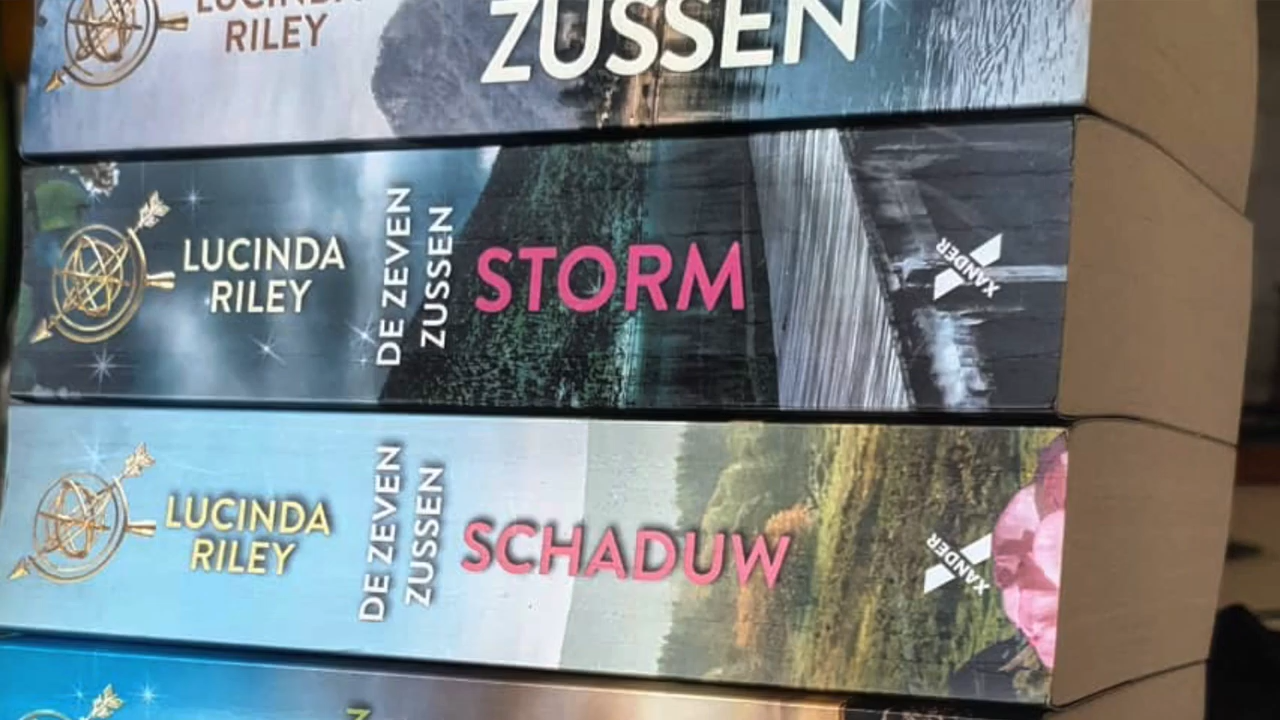 LUCINDA
RILEY
ZUSSEN
LUCINDA
RILEY
DE ZEVEN
ZUSSEN
STORM
XANDER
LUCINDA
RILEY
DE ZEVEN
ZUSSEN
SCHADUW
XANDER